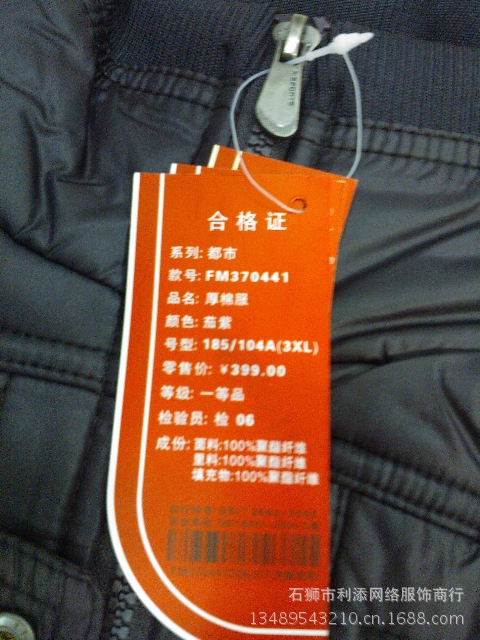 合格证
系列: 都市
款号: FM370441
品名: 厚棉服
颜色: 茄紫
号型: 185/104A(3XL)
零售价: ¥399.00
等级: 一等品
检验员: 检 06
成份: 面料:100%聚酯纤维
里料:100%聚酯纤维
填充物:100%聚酯纤维
石狮市利添网络服饰商行
13489543210.cn.1688.com